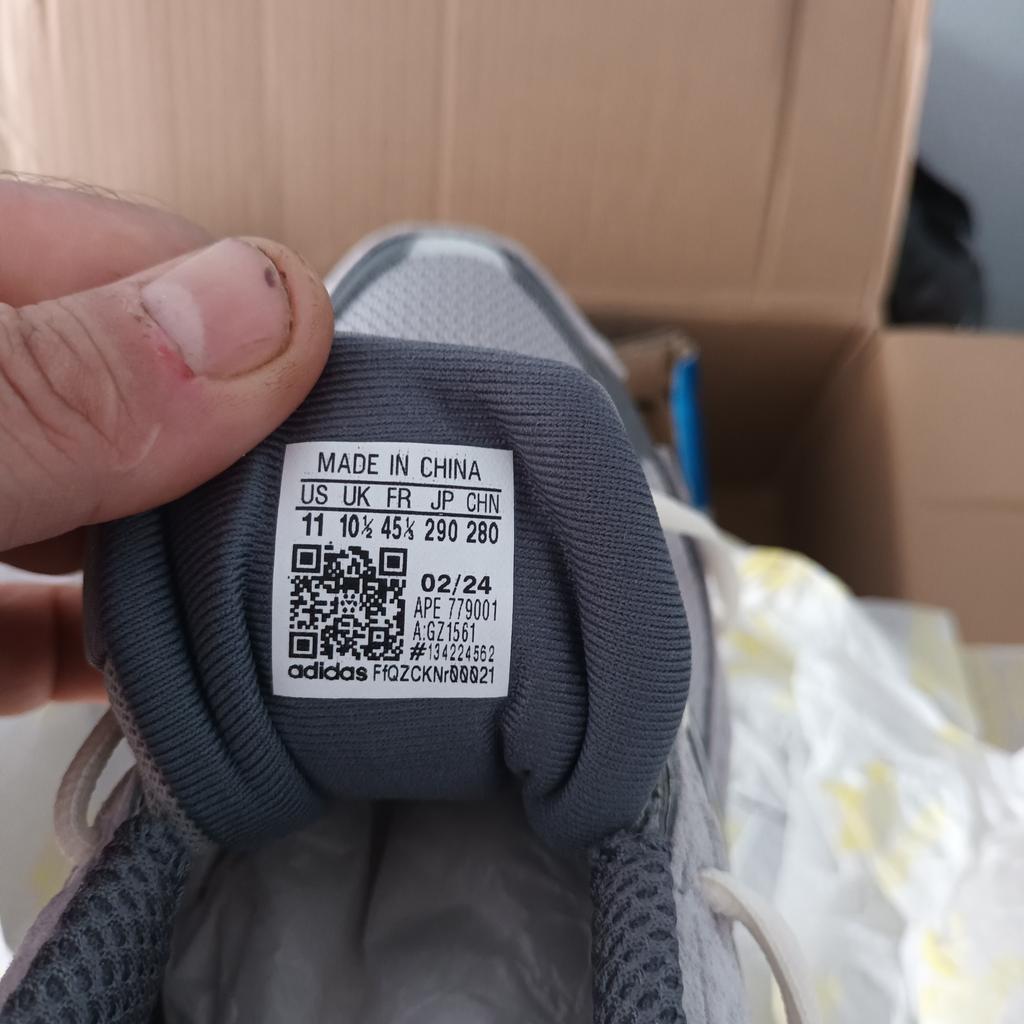 MADE IN CHINA
US UK FR JP CHN
11 10½ 45⅓ 290 280
02/24
APE 779001
A:GZ1561
#134224562
adidas FfQZCKNr00021